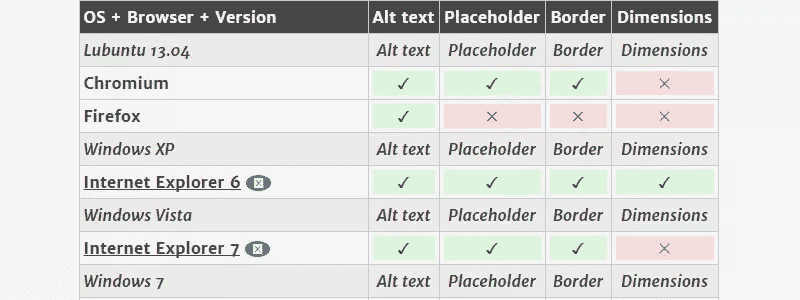 OS + Browser + Version Alt text Placeholder Border Dimensions
Lubuntu 13.04 Alt text Placeholder Border Dimensions
Chromium ✓ ✓ ✓ ×
Firefox ✓ × × ×
Windows XP Alt text Placeholder Border Dimensions
Internet Explorer 6 ✓ ✓ ✓ ✓
Windows Vista Alt text Placeholder Border Dimensions
Internet Explorer 7 ✓ ✓ ✓ ×
Windows 7 Alt text Placeholder Border Dimensions